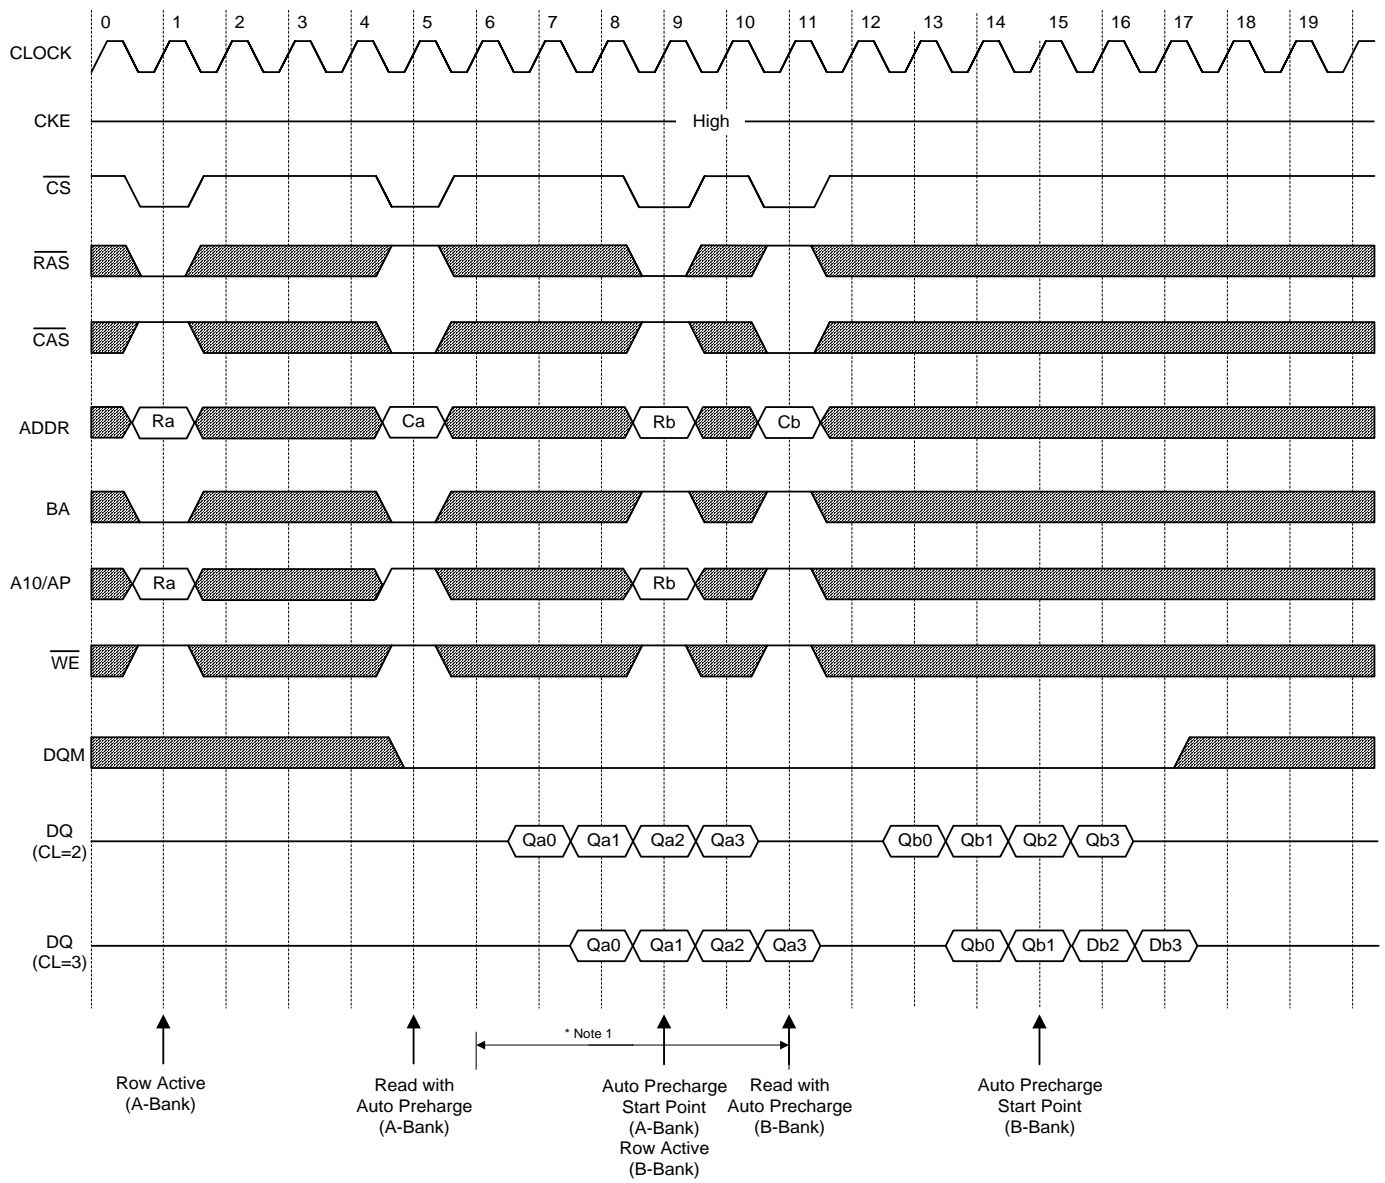 0 1 2 3 4 5 6 7 8 9 10 11 12 13 14 15 16 17 18 19
CLOCK
CKE High
CS
RAS
CAS
ADDR Ra Ca Rb Cb
BA
A10/AP Ra Rb
WE
DQM
DQ
(CL=2)
Qa0 Qa1 Qa2 Qa3 Qb0 Qb1 Qb2 Qb3
DQ
(CL=3)
Qa0 Qa1 Qa2 Qa3 Qb0 Qb1 Db2 Db3
* Note 1
Row Active
(A-Bank)
Read with
Auto Preharge
(A-Bank)
Auto Precharge
Start Point
(A-Bank)
Row Active
(B-Bank)
Read with
Auto Precharge
(B-Bank)
Auto Precharge
Start Point
(B-Bank)